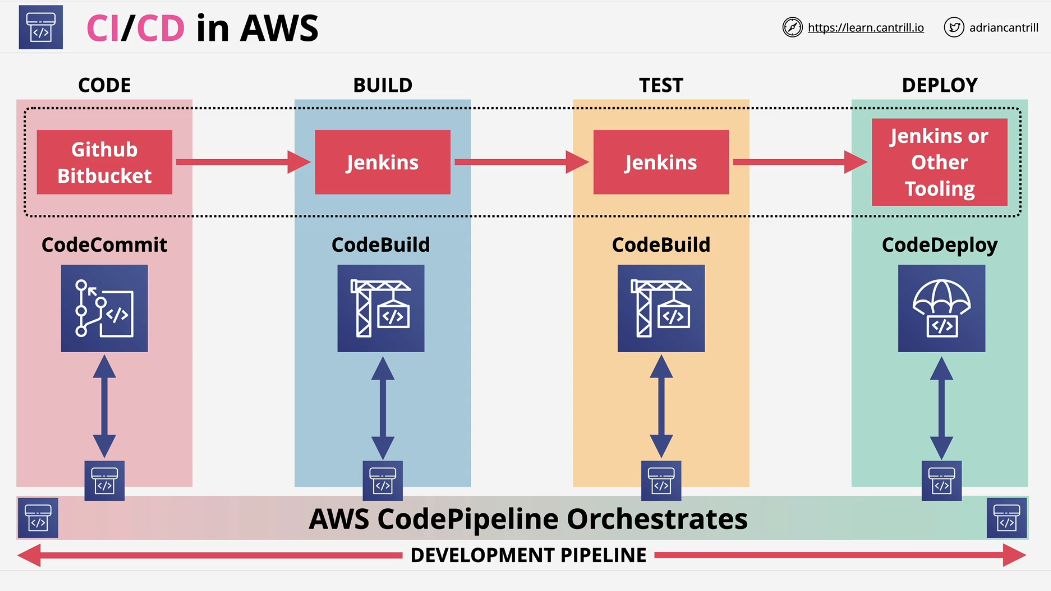 CI/CD in AWS
https://learn.cantrill.io
adriancantrill
CODE
BUILD
TEST
DEPLOY
Github
Bitbucket
Jenkins
Jenkins
Jenkins or
Other
Tooling
CodeCommit
CodeBuild
CodeBuild
CodeDeploy
AWS CodePipeline Orchestrates
DEVELOPMENT PIPELINE